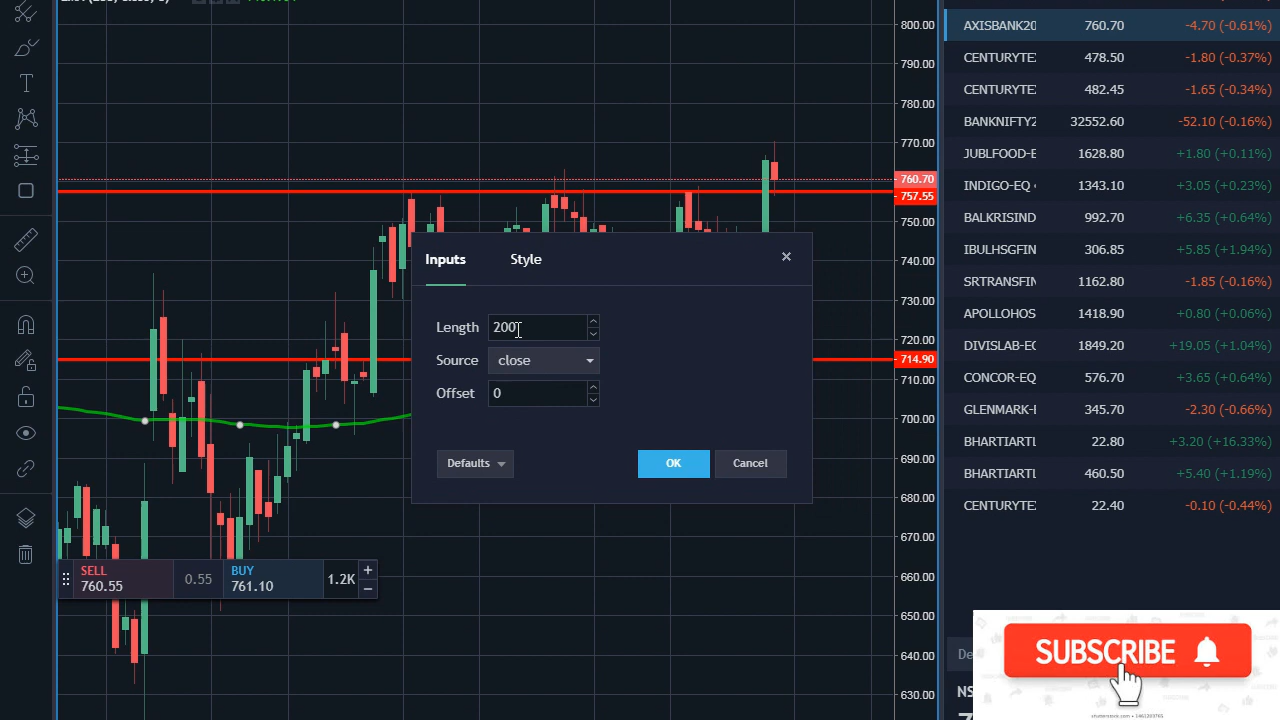 800.00
790.00
780.00
770.00
760.70
757.55
750.00
740.00
730.00
720.00
714.90
710.00
700.00
690.00
680.00
670.00
660.00
650.00
640.00
630.00
Inputs Style
Length 200
Source close
Offset 0
Defaults OK Cancel
SELL
760.55
0.55
BUY
761.10
1.2K
AXISBANK20 760.70 -4.70 (-0.61%)
CENTURYTE 478.50 -1.80 (-0.37%)
CENTURYTE 482.45 -1.65 (-0.34%)
BANKNIFTY2 32552.60 -52.10 (-0.16%)
JUBLFOOD-E 1628.80 +1.80 (+0.11%)
INDIGO-EQ 1343.10 +3.05 (+0.23%)
BALKRISIND 992.70 +6.35 (+0.64%)
IBULHSGFIN 306.85 +5.85 (+1.94%)
SRTRANSFIN 1162.80 -1.85 (-0.16%)
APOLLOHOS 1418.90 +0.80 (+0.06%)
DIVISLAB-EQ 1849.20 +19.05 (+1.04%)
CONCOR-EQ 576.70 +3.65 (+0.64%)
GLENMARK- 345.70 -2.30 (-0.66%)
BHARTIARTL 22.80 +3.20 (+16.33%)
BHARTIARTL 460.50 +5.40 (+1.19%)
CENTURYTE 22.40 -0.10 (-0.44%)
De
NS
SUBSCRIBE